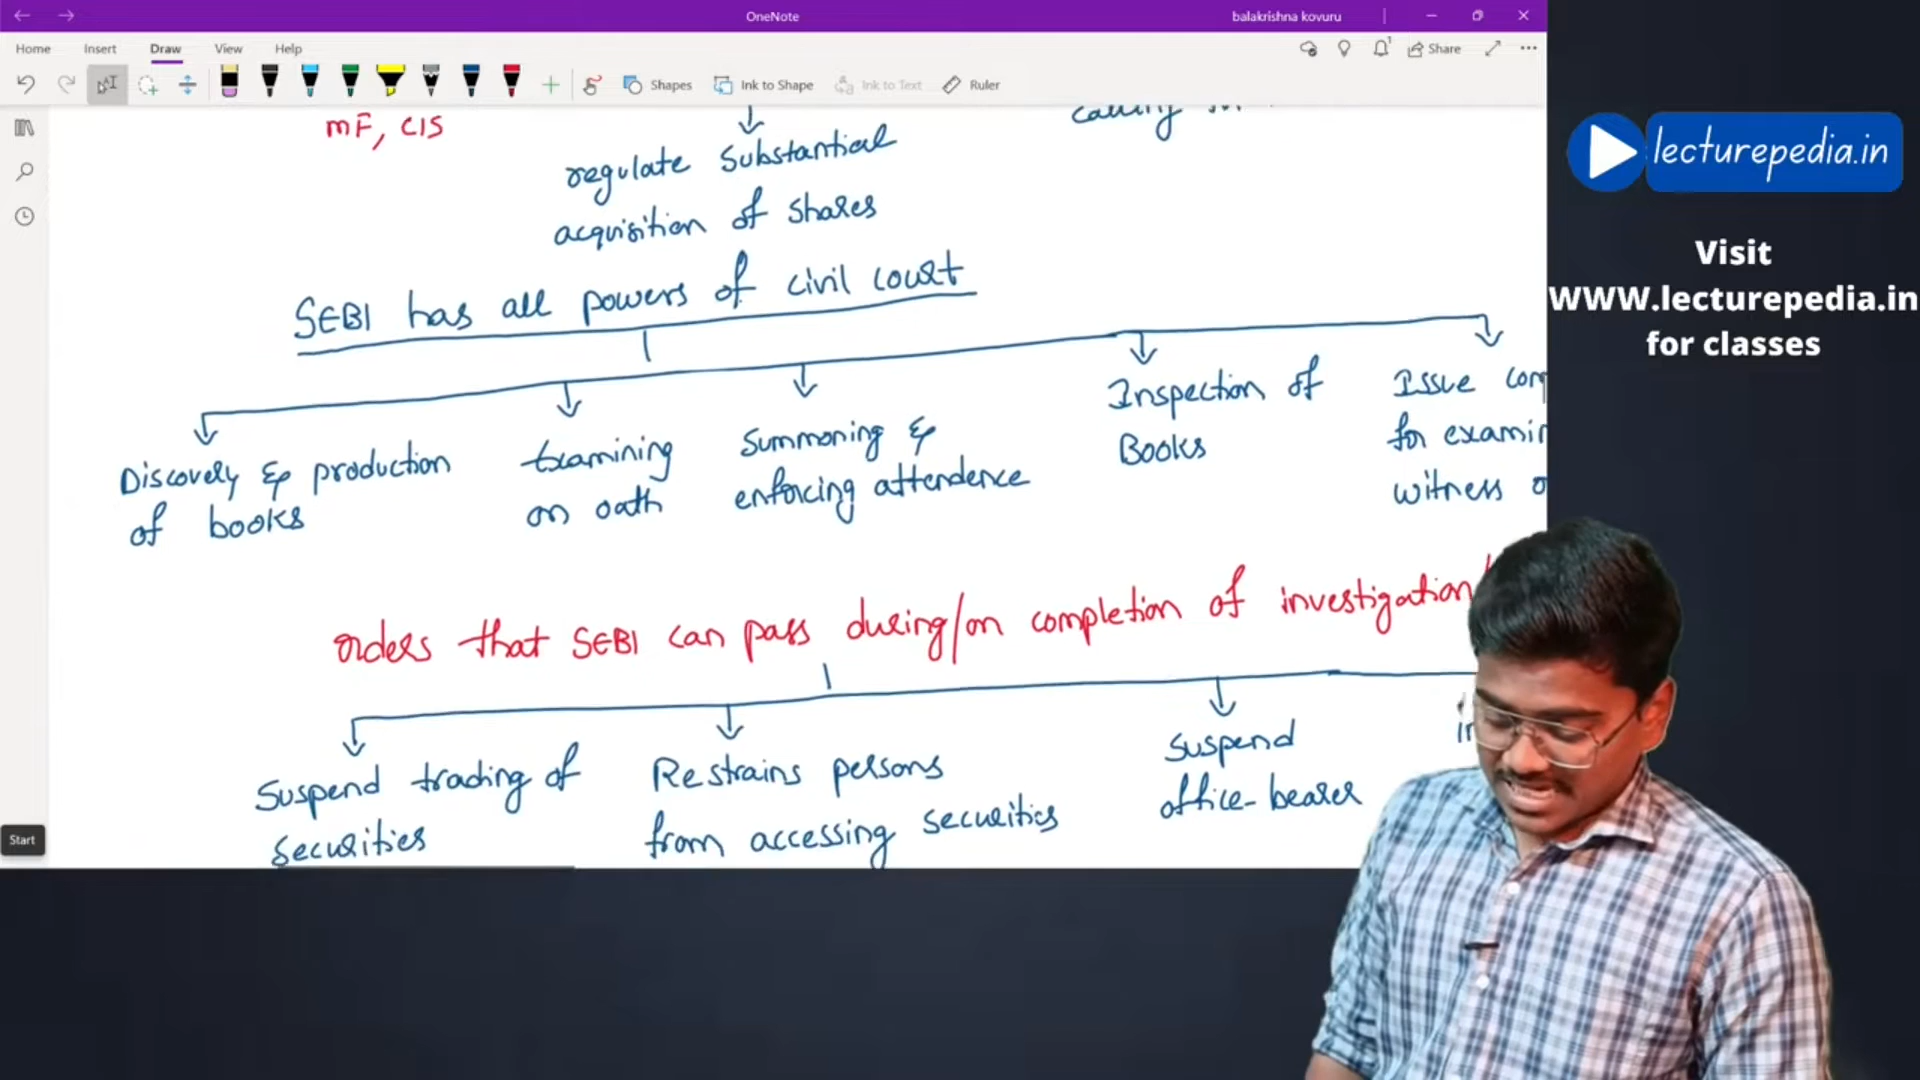 OneNote
balakrishna kovuru
Home Insert Draw View Help
1
Share
Shapes
Ink to Shape
Ink to Text
Ruler
MF, CIS
regulate Substantial
acquisition of shares
SEBI has all powers of civil court
Discovery & production
of books
Examining
on oath
Summoning &
enforcing attendence
Inspection of
Books
Issue
for
witness
orders that SEBI can pass during/on completion of investigation
Suspend trading of
securities
Restrains persons
from accessing securities
Suspend
office-bearer
Start
lecturepedia.in
Visit
WWW.lecturepedia.in
for classes